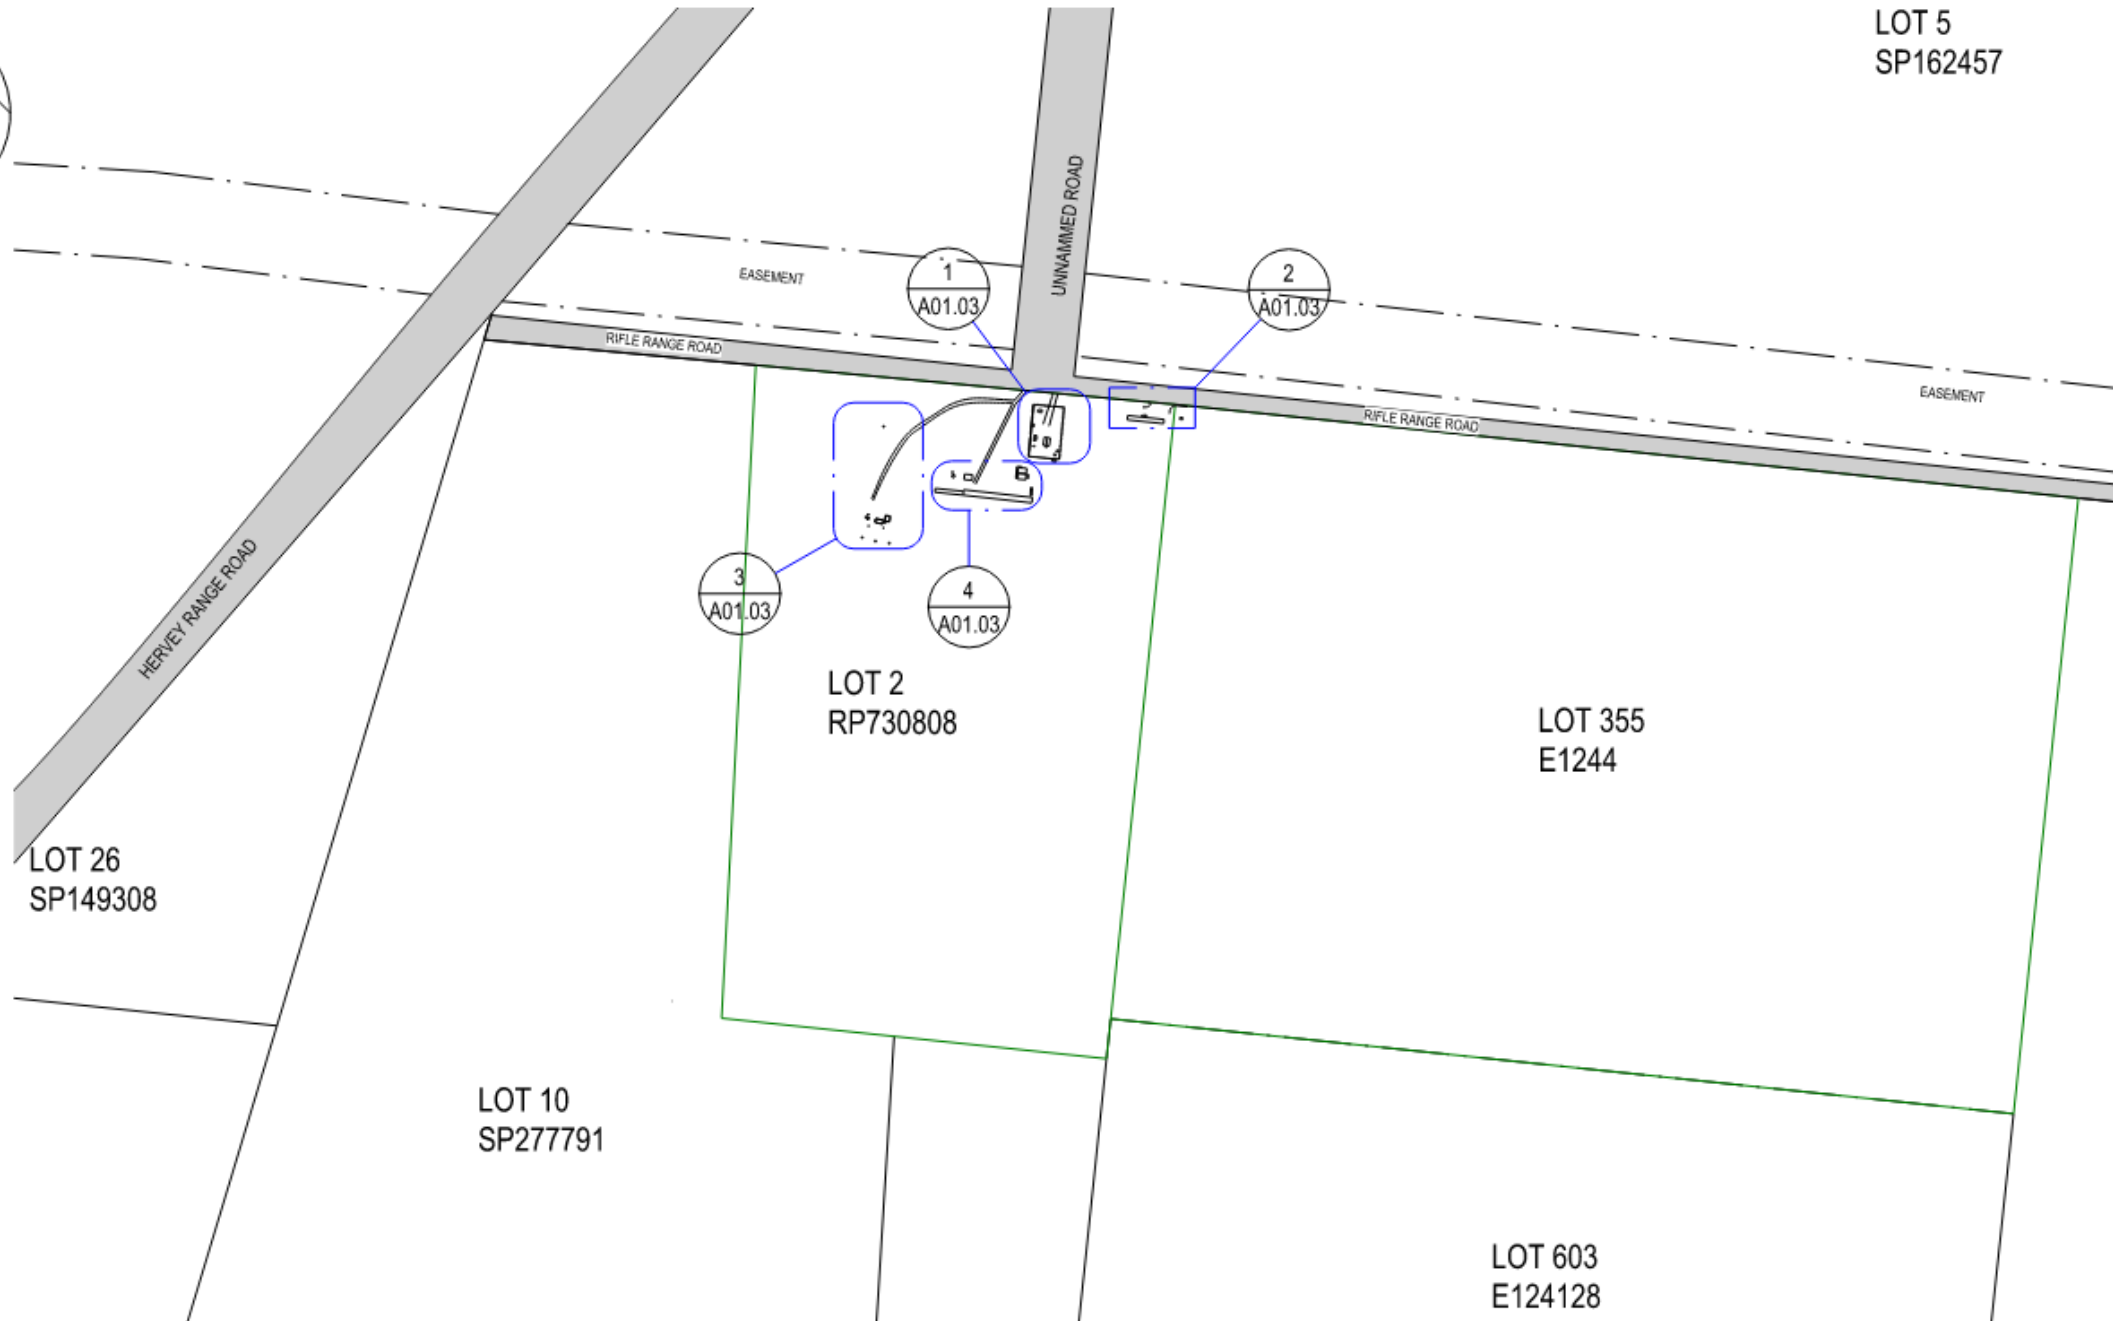 LOT 5
SP162457
UNNAMMED ROAD
EASEMENT
1
A01.03
2
A01.03
RIFLE RANGE ROAD
EASEMENT
RIFLE RANGE ROAD
B
HERVEY RANGE ROAD
3
A01.03
4
A01.03
LOT 2
RP730808
LOT 355
E1244
LOT 26
SP149308
LOT 10
SP277791
LOT 603
E124128